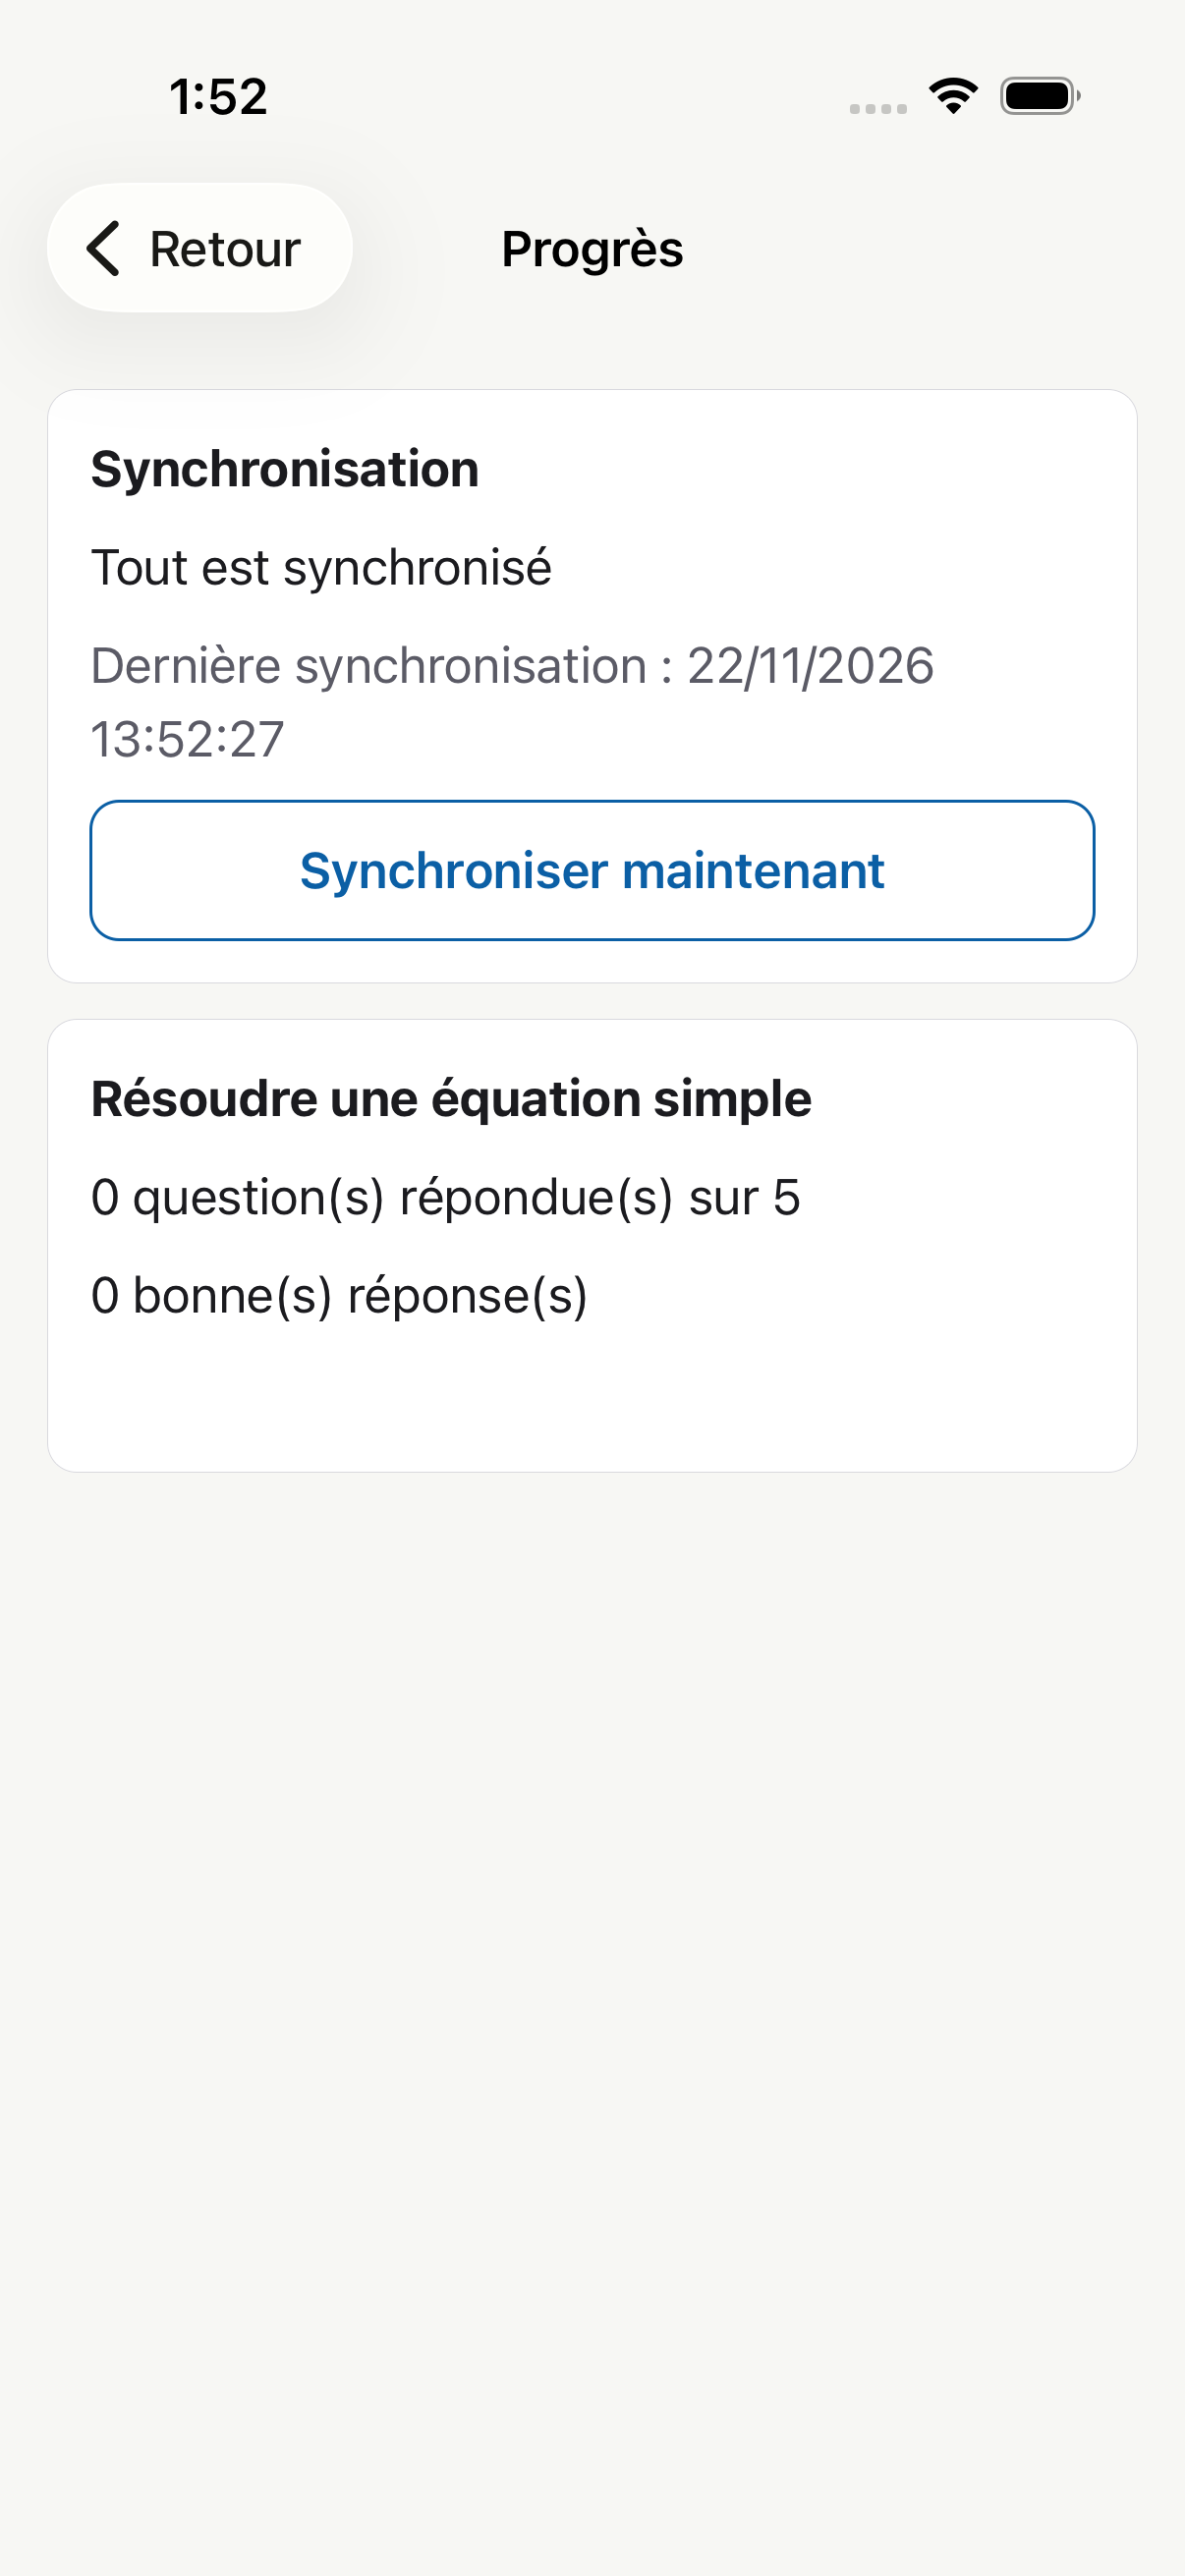 1:52
Retour
Progrès
Synchronisation
Tout est synchronisé
Dernière synchronisation : 22/11/2026
13:52:27
Synchroniser maintenant
Résoudre une équation simple
0 question(s) répondue(s) sur 5
0 bonne(s) réponse(s)